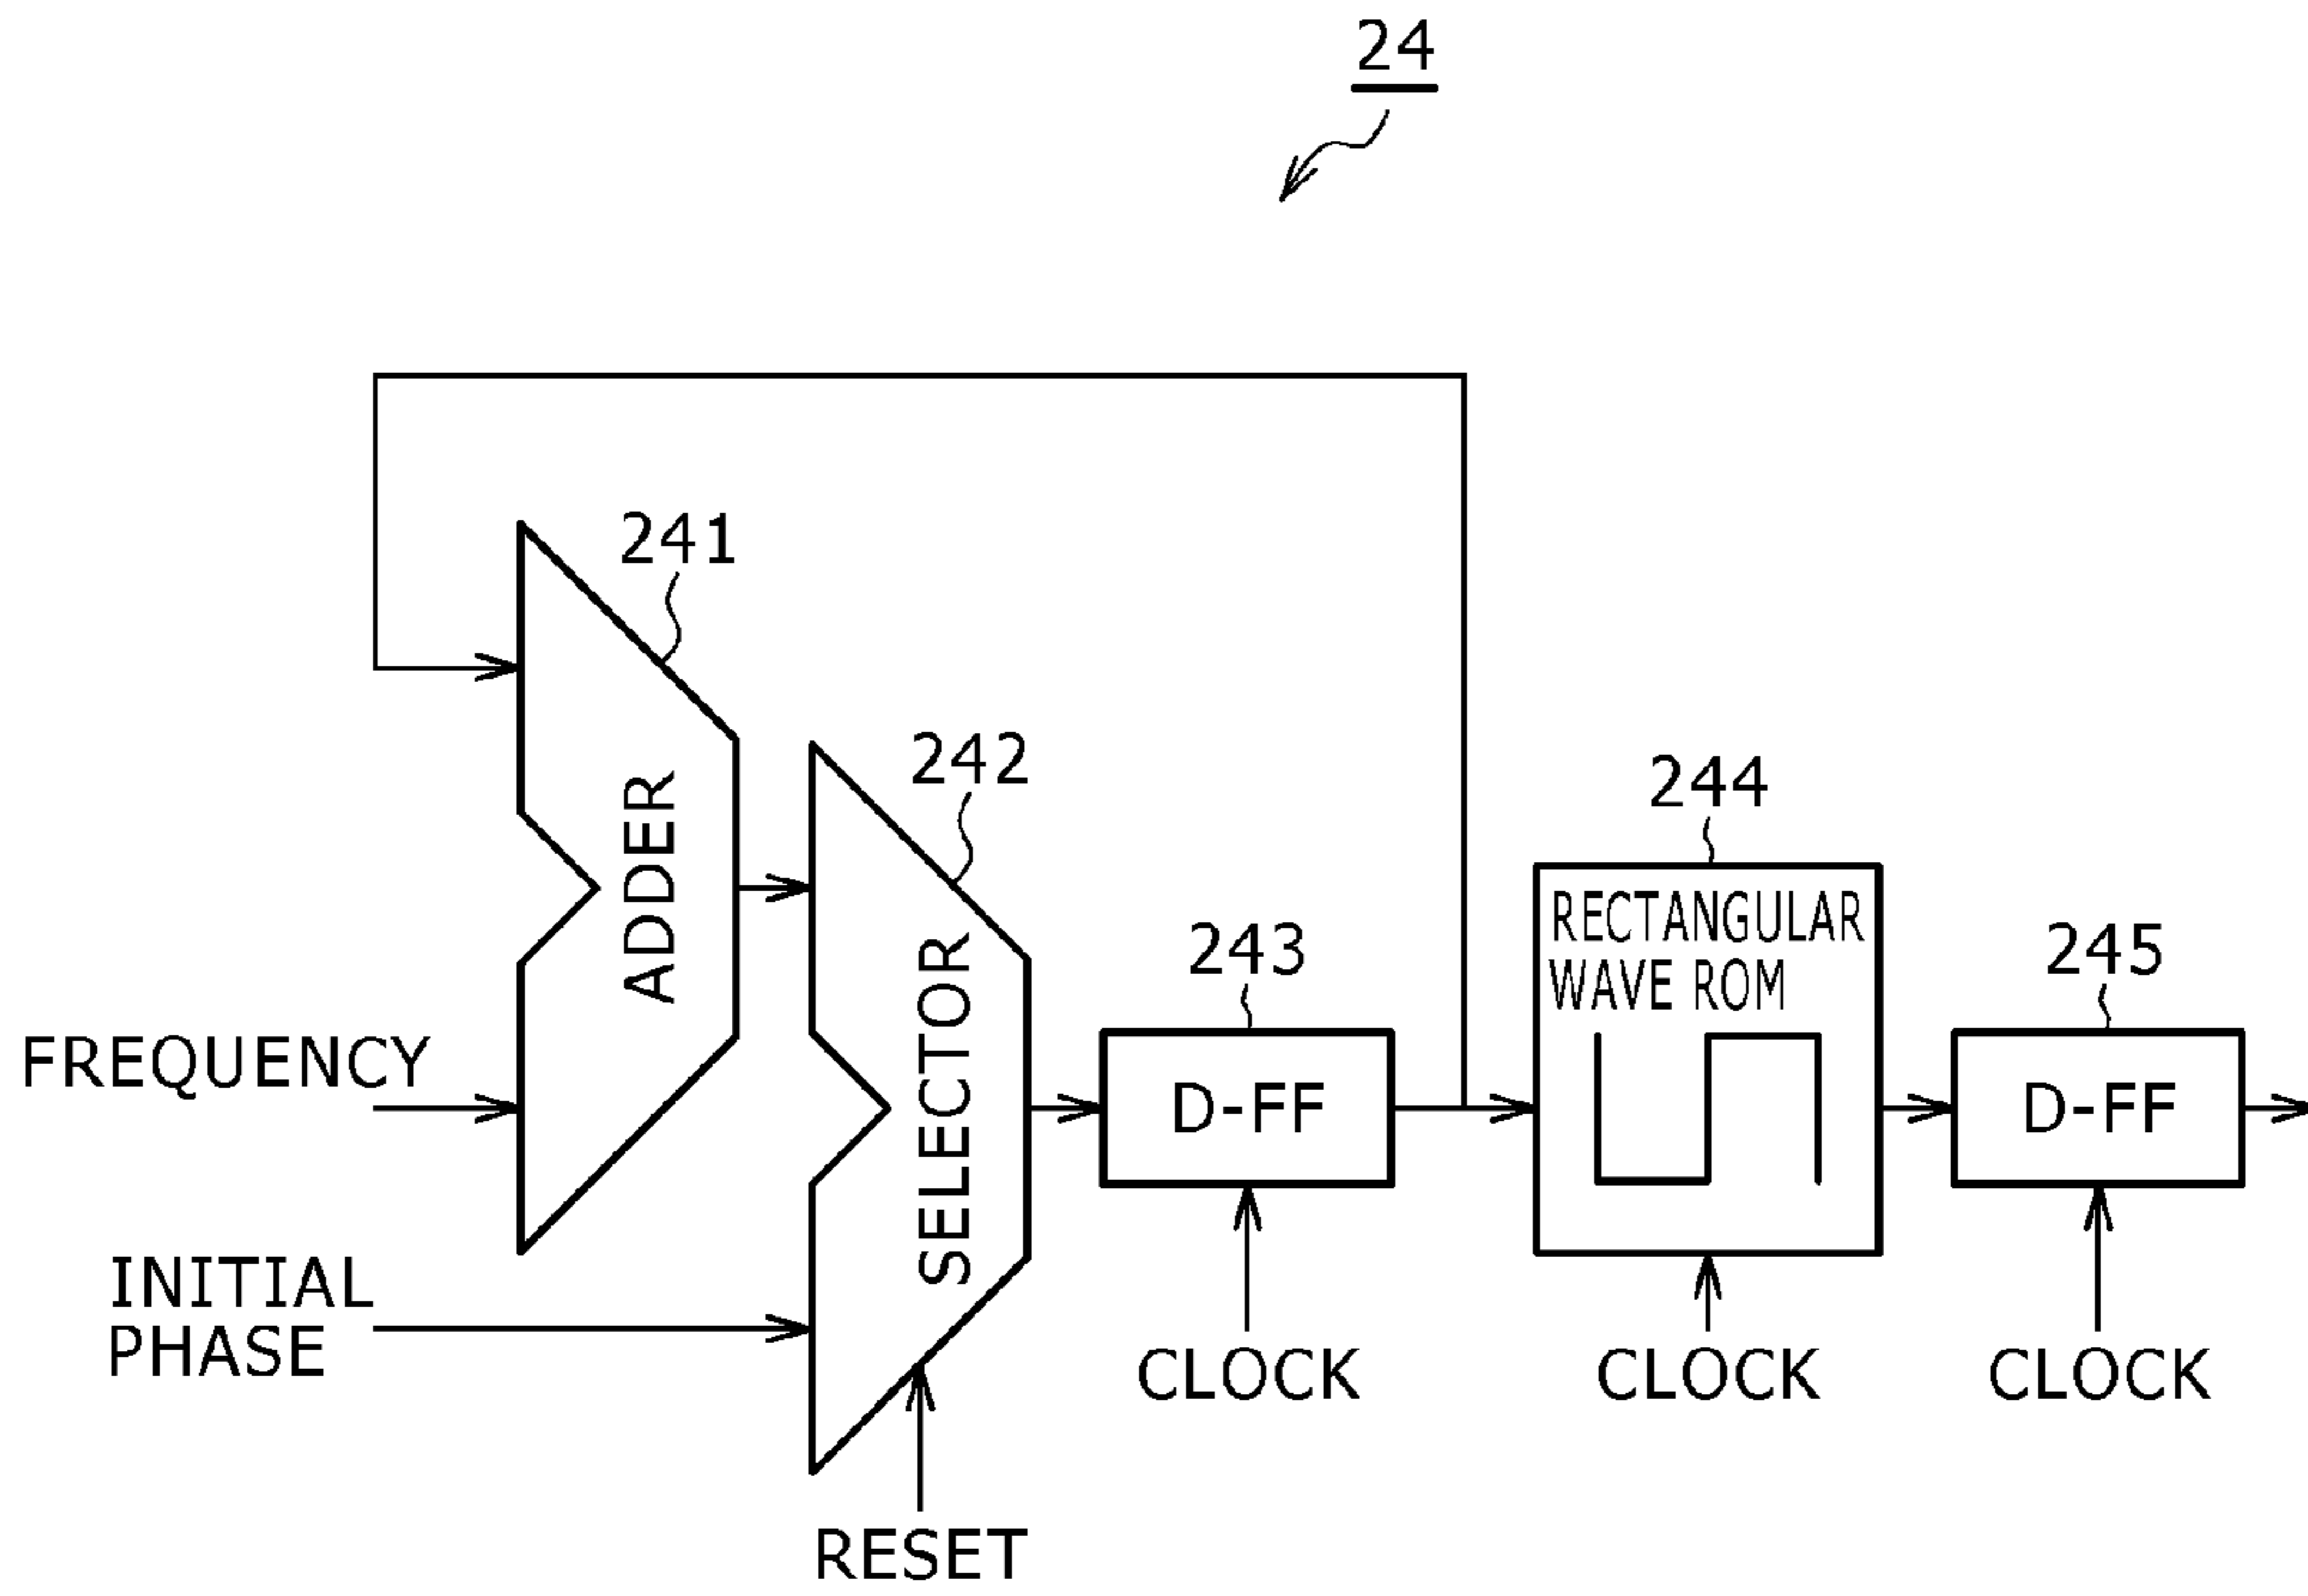 24
241
ADDER
242
SELECTOR
243
D-FF
244
RECTANGULAR
WAVE ROM
245
D-FF
FREQUENCY
INITIAL
PHASE
CLOCK
CLOCK
CLOCK
RESET